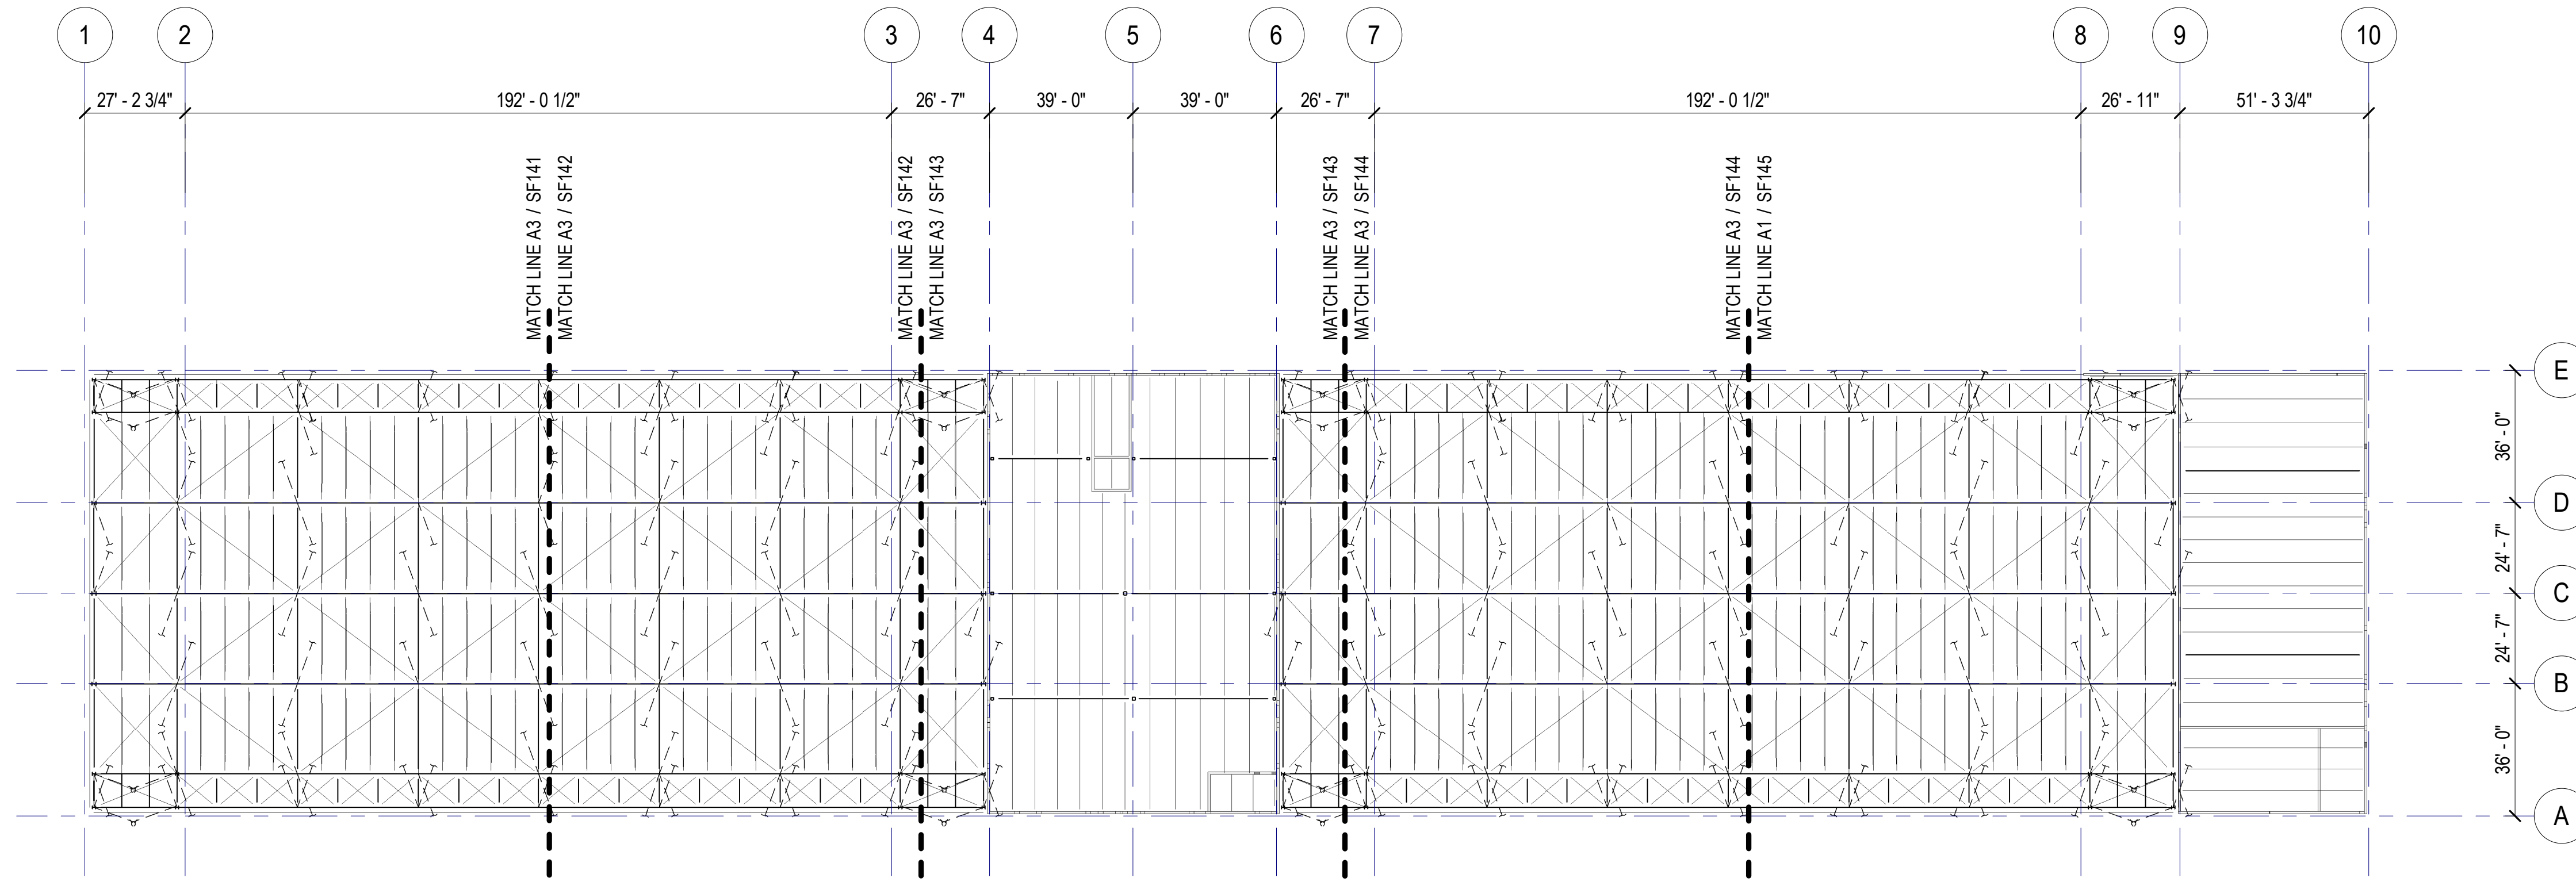 1 2 3 4 5 6 7 8 9 10
27' - 2 3/4" 192' - 0 1/2" 26' - 7" 39' - 0" 39' - 0" 26' - 7" 192' - 0 1/2" 26' - 11" 51' - 3 3/4"
MATCH LINE A3 / SF141
MATCH LINE A3 / SF142
MATCH LINE A3 / SF142
MATCH LINE A3 / SF143
MATCH LINE A3 / SF143
MATCH LINE A3 / SF144
MATCH LINE A3 / SF144
MATCH LINE A1 / SF145
E
36' - 0"
D
24' - 7"
C
24' - 7"
B
36' - 0"
A